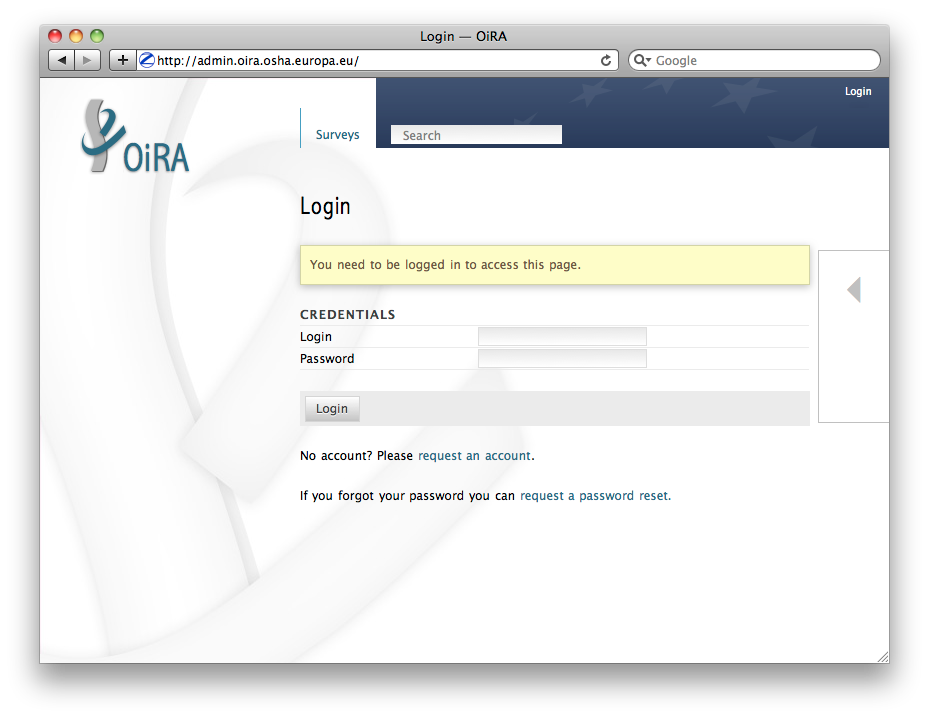 Login — OiRA
http://admin.oira.osha.europa.eu/
Google
Login
OiRA
Surveys
Search
Login
You need to be logged in to access this page.
CREDENTIALS
Login
Password
Login
No account? Please request an account.
If you forgot your password you can request a password reset.